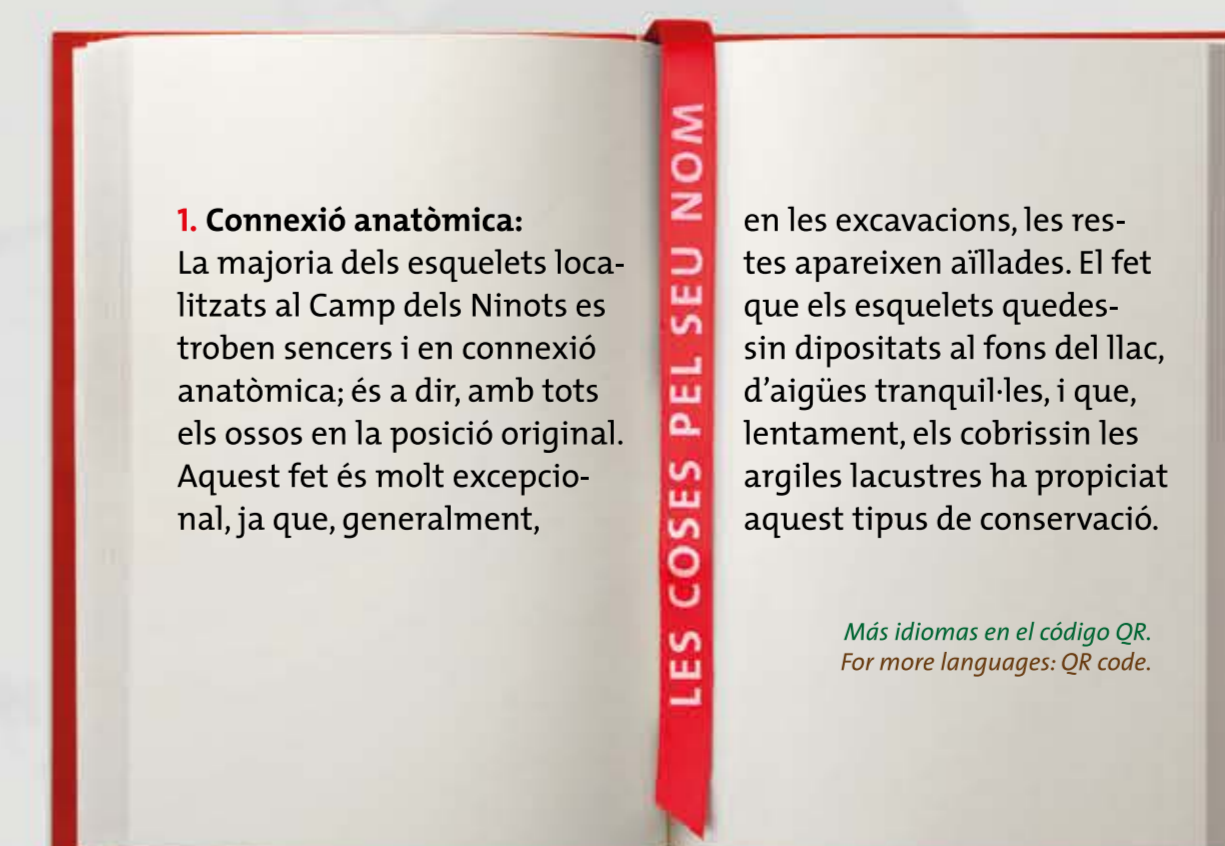 1. Connexió anatòmica:
La majoria dels esquelets loca-
litzats al Camp dels Ninots es
troben sencers i en connexió
anatòmica; és a dir, amb tots
els ossos en la posició original.
Aquest fet és molt excepcio-
nal, ja que, generalment,
LES COSES PEL SEU NOM
en les excavacions, les res-
tes apareixen aïllades. El fet
que els esquelets quedes-
sin dipositats al fons del llac,
d'aigües tranquil·les, i que,
lentament, els cobrissin les
argiles lacustres ha propiciat
aquest tipus de conservació.
Más idiomas en el código QR.
For more languages: QR code.